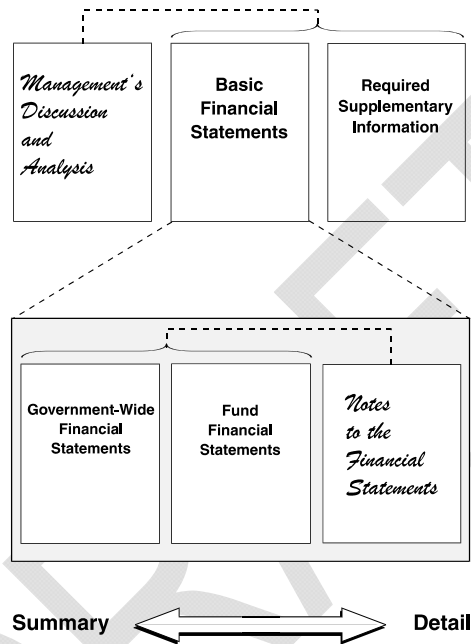 Management's
Discussion
and
Analysis
Basic
Financial
Statements
Required
Supplementary
Information
Government-Wide
Financial
Statements
Fund
Financial
Statements
Notes
to the
Financial
Statements
Summary
Detail